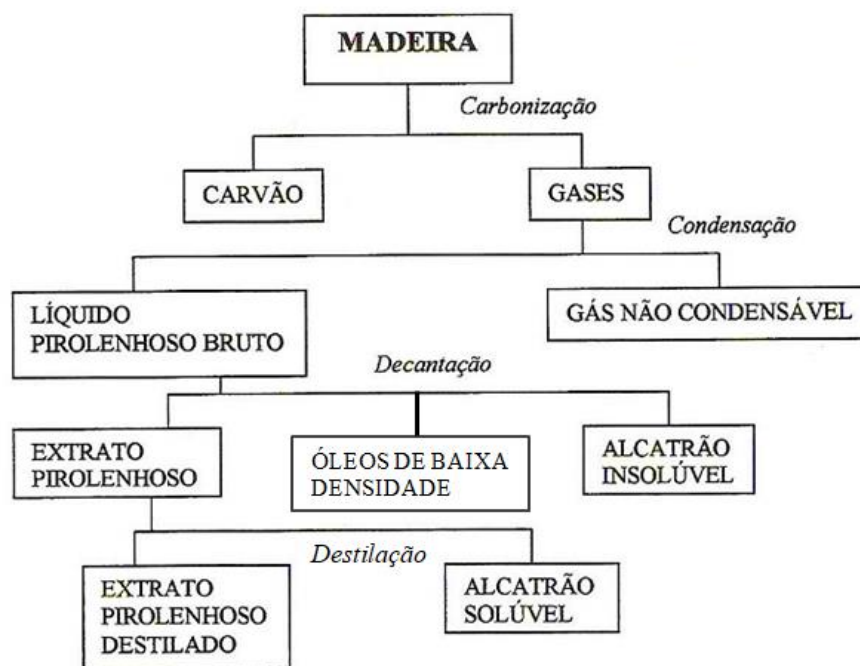 MADEIRA
Carbonização
CARVÃO
GASES
Condensação
LÍQUIDO
PIROLENHOSO BRUTO
GÁS NÃO CONDENSÁVEL
Decantação
EXTRATO
PIROLENHOSO
ÓLEOS DE BAIXA
DENSIDADE
ALCATRÃO
INSOLÚVEL
Destilação
EXTRATO
PIROLENHOSO
DESTILADO
ALCATRÃO
SOLÚVEL